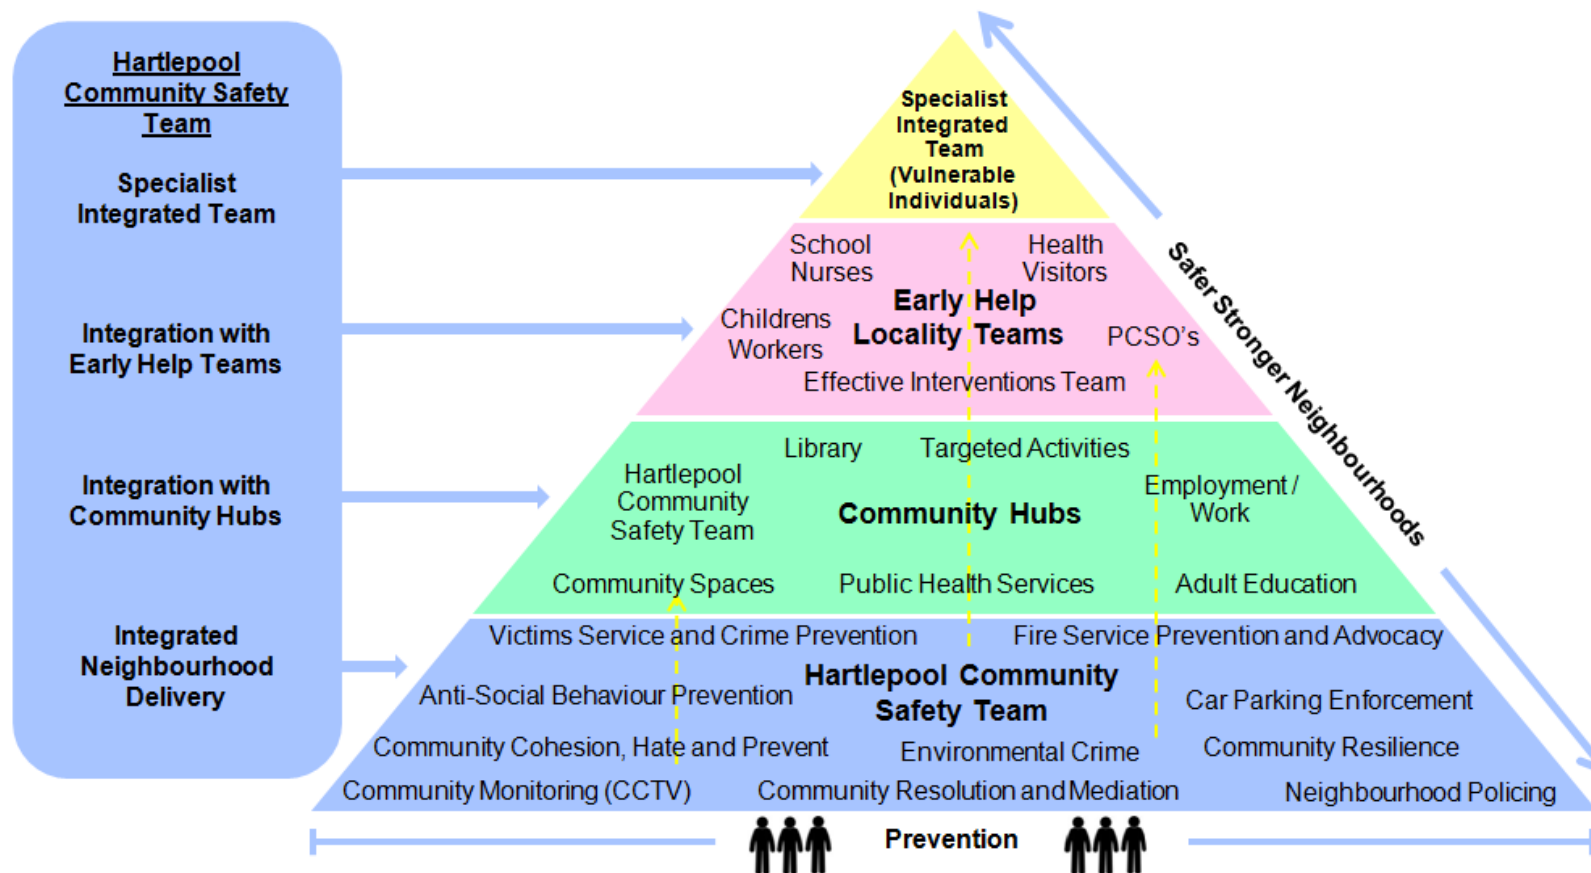 Hartlepool
Community Safety
Team
Specialist
Integrated Team
Integration with
Early Help Teams
Integration with
Community Hubs
Integrated
Neighbourhood
Delivery
Specialist
Integrated
Team
(Vulnerable
Individuals)
School
Nurses
Health
Visitors
Early Help
Locality Teams
Childrens
Workers
PCSO's
Effective Interventions Team
Library
Targeted Activities
Hartlepool
Community
Safety Team
Community Hubs
Employment /
Work
Community Spaces
Public Health Services
Adult Education
Victims Service and Crime Prevention
Fire Service Prevention and Advocacy
Hartlepool Community
Safety Team
Anti-Social Behaviour Prevention
Car Parking Enforcement
Community Cohesion, Hate and Prevent
Environmental Crime
Community Resilience
Community Monitoring (CCTV)
Community Resolution and Mediation
Neighbourhood Policing
Safer Stronger Neighbourhoods
Prevention